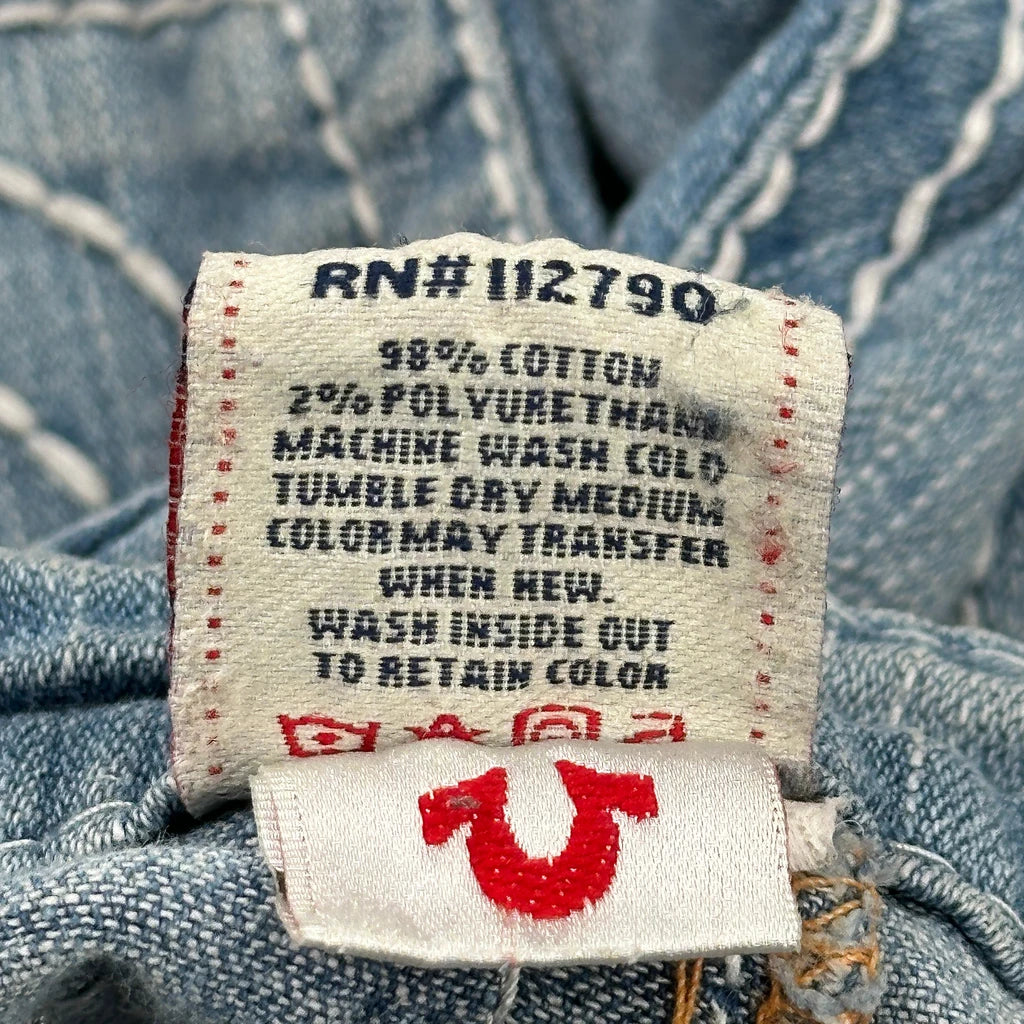 RN#112790
98% COTTON
2% POLYURETHANE
MACHINE WASH COLD
TUMBLE DRY MEDIUM
COLOR MAY TRANSFER
WHEN NEW.
WASH INSIDE OUT
TO RETAIN COLOR